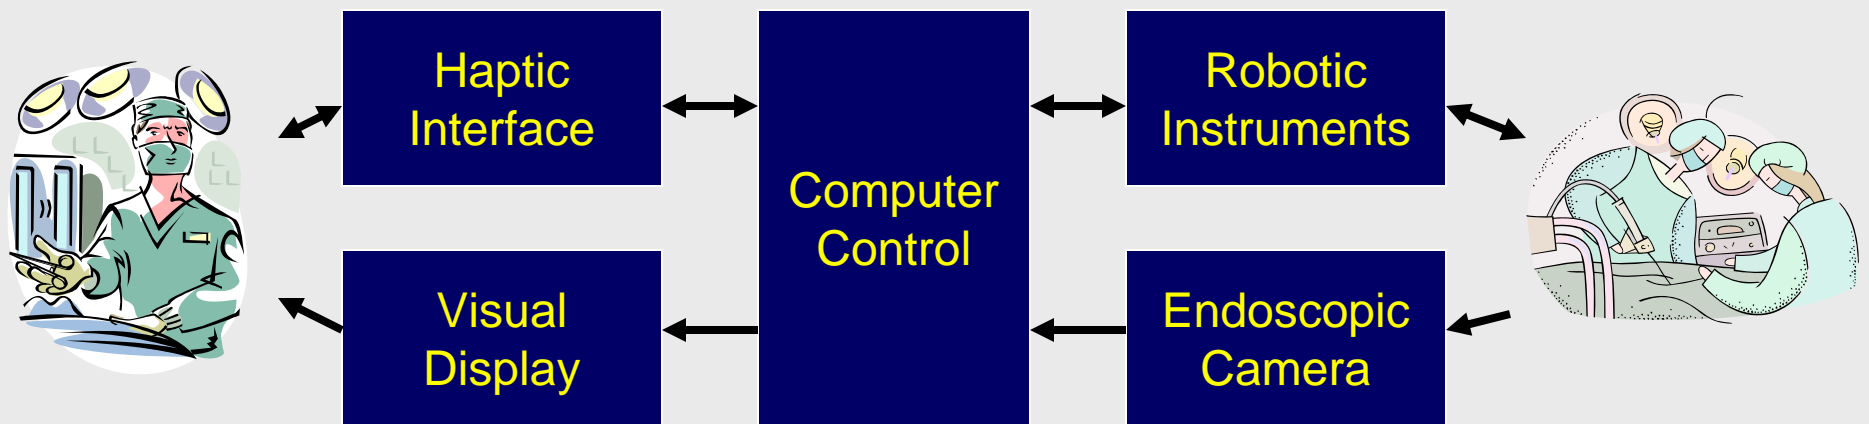 Haptic
Interface
Visual
Display
Computer
Control
Robotic
Instruments
Endoscopic
Camera